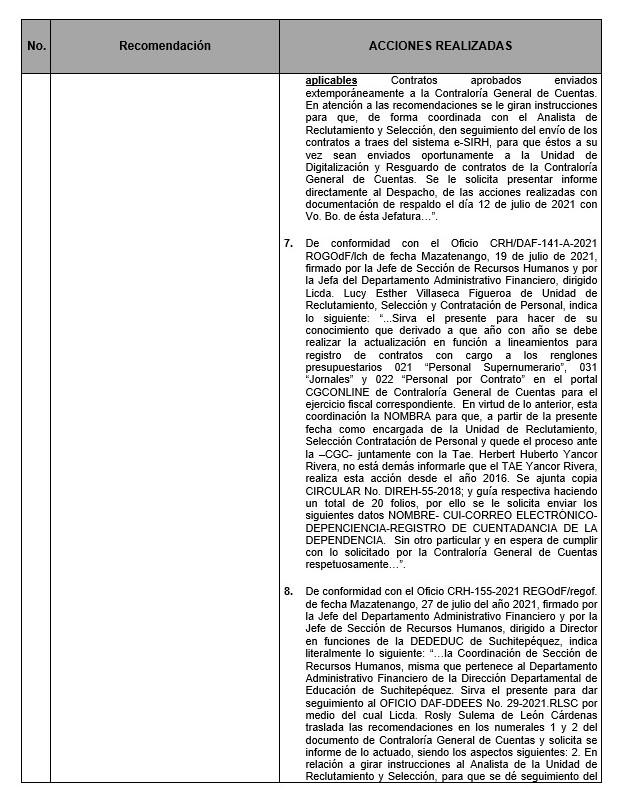 No. Recomendación ACCIONES REALIZADAS
aplicables Contratos aprobados enviados
extemporáneamente a la Contraloría General de Cuentas.
En atención a las recomendaciones se le giran instrucciones
para que, de forma coordinada con el Analista de
Reclutamiento y Selección, den seguimiento del envío de los
contratos a traes del sistema e-SIRH, para que éstos a su
vez sean enviados oportunamente a la Unidad de
Digitalización y Resguardo de contratos de la Contraloría
General de Cuentas. Se le solicita presentar informe
directamente al Despacho, de las acciones realizadas con
documentación de respaldo el día 12 de julio de 2021 con
Vo. Bo. de ésta Jefatura…”.
7. De conformidad con el Oficio CRH/DAF-141-A-2021
ROGOdF/lch de fecha Mazatenango, 19 de julio de 2021,
firmado por la Jefe de Sección de Recursos Humanos y por
la Jefa del Departamento Administrativo Financiero, dirigido
Licda. Lucy Esther Villaseca Figueroa de Unidad de
Reclutamiento, Selección y Contratación de Personal, indica
lo siguiente: “...Sirva el presente para hacer de su
conocimiento que derivado a que año con año se debe
realizar la actualización en función a lineamientos para
registro de contratos con cargo a los renglones
presupuestarios 021 “Personal Supernumerario”, 031
“Jornales” y 022 “Personal por Contrato” en el portal
CGCONLINE de Contraloría General de Cuentas para el
ejercicio fiscal correspondiente. En virtud de lo anterior, esta
coordinación la NOMBRA para que, a partir de la presente
fecha como encargada de la Unidad de Reclutamiento,
Selección Contratación de Personal y quede el proceso ante
la –CGC- juntamente con la Tae. Herbert Huberto Yancor
Rivera, no está demás informarle que el TAE Yancor Rivera,
realiza esta acción desde el año 2016. Se ajunta copia
CIRCULAR No. DIREH-55-2018; y guía respectiva haciendo
un total de 20 folios, por ello se le solicita enviar los
siguientes datos NOMBRE- CUI-CORREO ELECTRÓNICO-
DEPENCIENCIA-REGISTRO DE CUENTADANCIA DE LA
DEPENDENCIA. Sin otro particular y en espera de cumplir
con lo solicitado por la Contraloría General de Cuentas
respetuosamente…”.
8. De conformidad con el Oficio CRH-155-2021 REGOdF/regof.
de fecha Mazatenango, 27 de julio del año 2021, firmado por
la Jefe del Departamento Administrativo Financiero y por la
Jefe de Sección de Recursos Humanos, dirigido a Director
en funciones de la DEDEDUC de Suchitepéquez, indica
literalmente lo siguiente: “…la Coordinación de Sección de
Recursos Humanos, misma que pertenece al Departamento
Administrativo Financiero de la Dirección Departamental de
Educación de Suchitepéquez. Sirva el presente para dar
seguimiento al OFICIO DAF-DDEES No. 29-2021.RLSC por
medio del cual Licda. Rosly Sulema de León Cárdenas
traslada las recomendaciones en los numerales 1 y 2 del
documento de Contraloría General de Cuentas y solicita se
informe de lo actuado, siendo los aspectos siguientes: 2. En
relación a girar instrucciones al Analista de la Unidad de
Reclutamiento y Selección, para que se dé seguimiento del